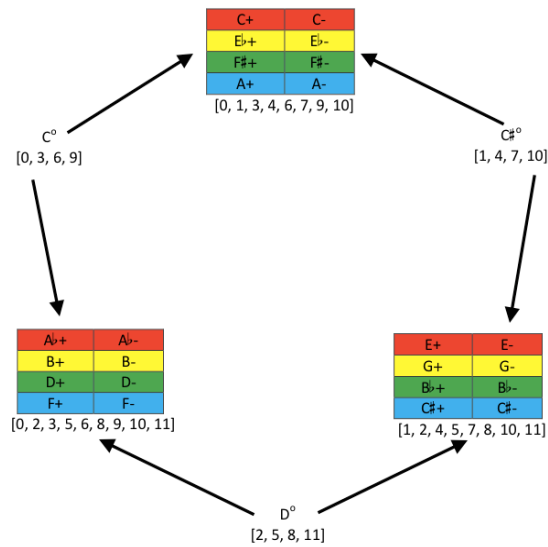 C+ C-
E♭+ E♭-
F♯+ F♯-
A+ A-
[0, 1, 3, 4, 6, 7, 9, 10]
C° C♯°
[0, 3, 6, 9] [1, 4, 7, 10]
A♭+ A♭-
B+ B-
D+ D-
F+ F-
[0, 2, 3, 5, 6, 8, 9, 10, 11]
E+ E-
G+ G-
B♭+ B♭-
C♯+ C♯-
[1, 2, 4, 5, 7, 8, 10, 11]
D°
[2, 5, 8, 11]